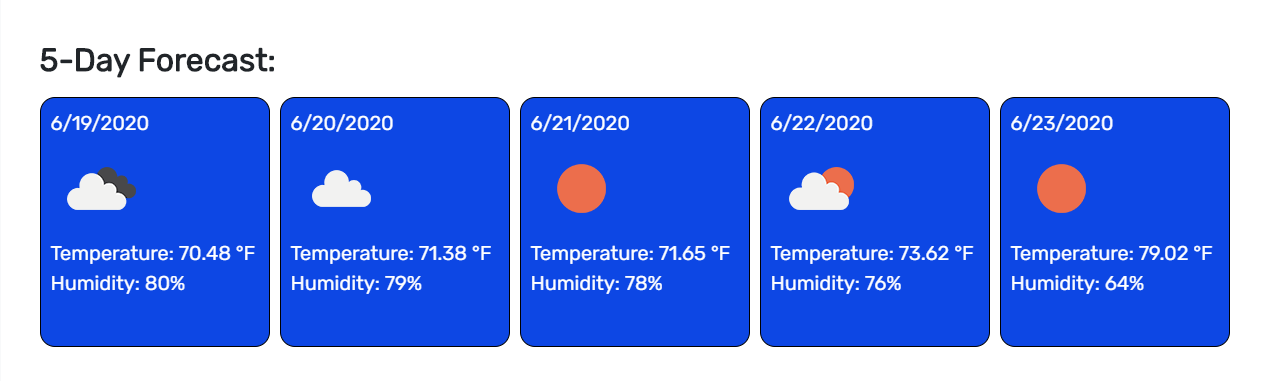 5-Day Forecast:
6/19/2020
Temperature: 70.48 °F
Humidity: 80%
6/20/2020
Temperature: 71.38 °F
Humidity: 79%
6/21/2020
Temperature: 71.65 °F
Humidity: 78%
6/22/2020
Temperature: 73.62 °F
Humidity: 76%
6/23/2020
Temperature: 79.02 °F
Humidity: 64%